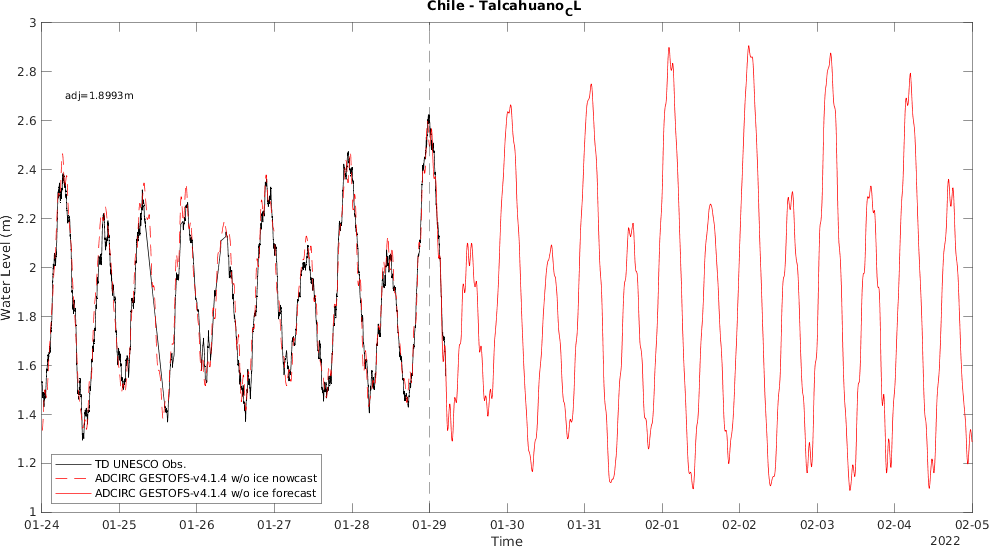 Chile - Talcahuano_CL
3
2.8
2.6
2.4
2.2
2
1.8
1.6
1.4
1.2
1
Water Level (m)
adj=1.8993m
TD UNESCO Obs.
ADCIRC GESTOFS-v4.1.4 w/o ice nowcast
ADCIRC GESTOFS-v4.1.4 w/o ice forecast
01-24 01-25 01-26 01-27 01-28 01-29 01-30 01-31 02-01 02-02 02-03 02-04 02-05
Time
2022